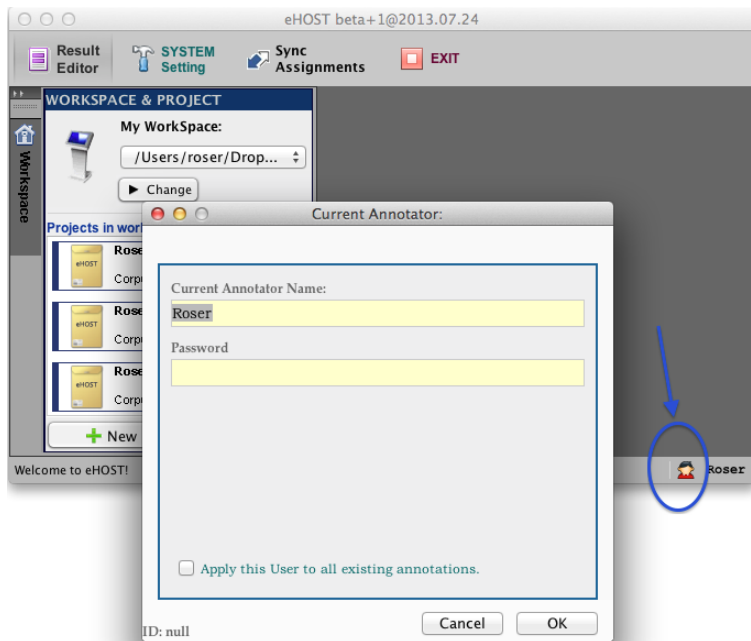 eHOST beta+1@2013.07.24
Result
Editor
SYSTEM
Setting
Sync
Assignments
EXIT
WORKSPACE & PROJECT
Workspace
My WorkSpace:
/Users/roser/Drop...
Change
Projects in wor
Rose
eHOST
Corp
Rose
eHOST
Corp
Rose
eHOST
Corp
New
Welcome to eHOST!
Roser
Current Annotator:
Current Annotator Name:
Roser
Password
Apply this User to all existing annotations.
ID: null
Cancel
OK